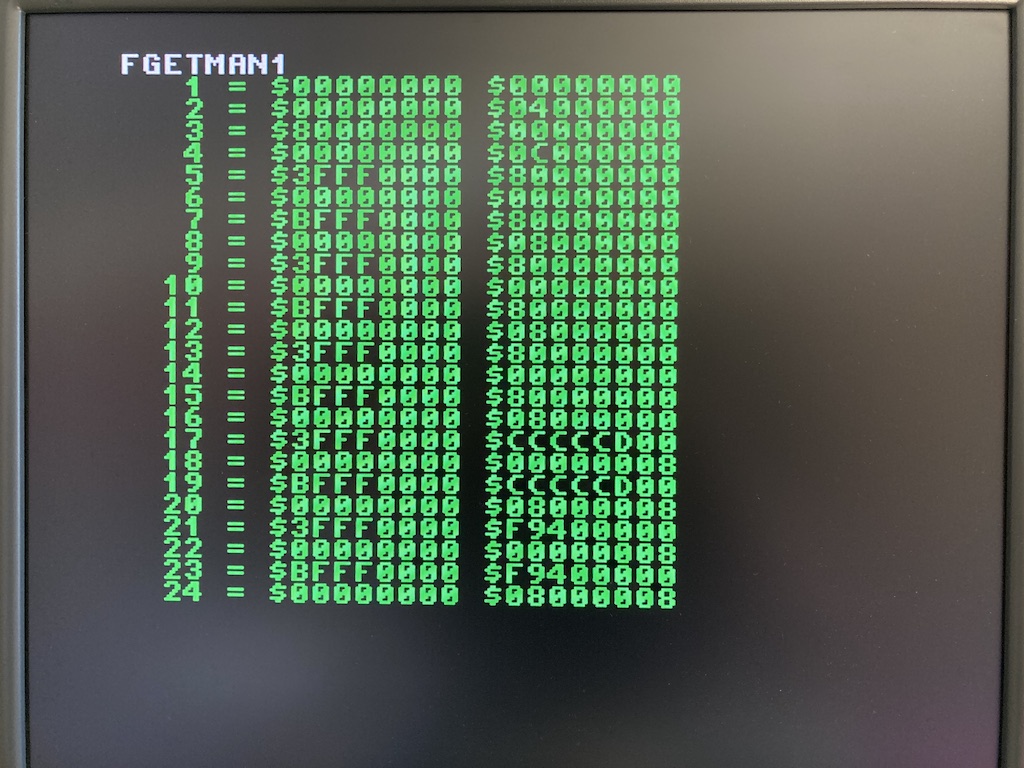 FGETMAN1
1 = $00000000 $00000000
2 = $00000000 $04000000
3 = $80000000 $00000000
4 = $00000000 $0C000000
5 = $3FFF0000 $80000000
6 = $00000000 $00000000
7 = $BFFF0000 $80000000
8 = $00000000 $08000000
9 = $3FFF0000 $80000000
10 = $00000000 $00000000
11 = $BFFF0000 $80000000
12 = $00000000 $08000000
13 = $3FFF0000 $80000000
14 = $00000000 $00000000
15 = $BFFF0000 $80000000
16 = $00000000 $08000000
17 = $3FFF0000 $CCCCCD00
18 = $00000000 $00000008
19 = $BFFF0000 $CCCCCD00
20 = $00000000 $08000008
21 = $3FFF0000 $F9400000
22 = $00000000 $00000008
23 = $BFFF0000 $F9400000
24 = $00000000 $08000008